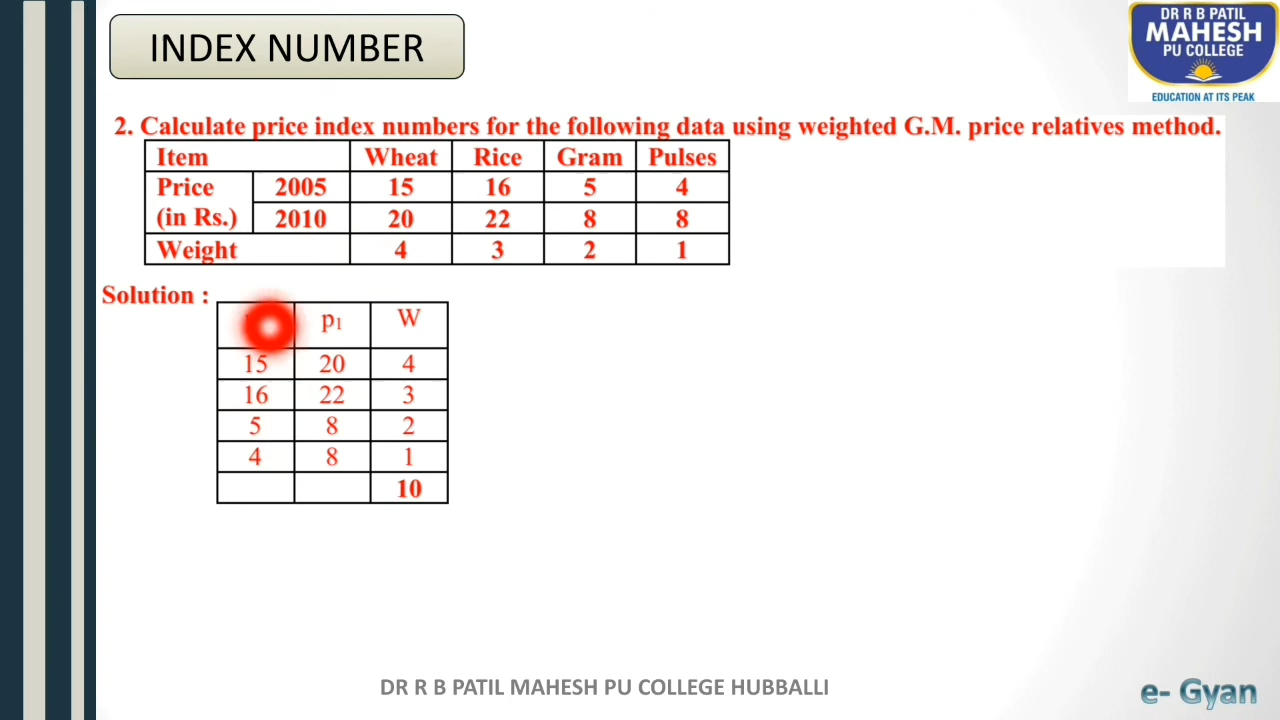 INDEX NUMBER
DR R B PATIL
MAHESH
PU COLLEGE
EDUCATION AT ITS PEAK
2. Calculate price index numbers for the following data using weighted G.M. price relatives method.
Item Wheat Rice Gram Pulses
Price (in Rs.) 2005 15 16 5 4
2010 20 22 8 8
Weight 4 3 2 1
Solution :
p₁ W
15 20 4
16 22 3
5 8 2
4 8 1
10
DR R B PATIL MAHESH PU COLLEGE HUBBALLI
e- Gyan